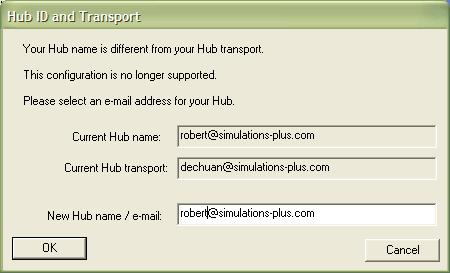 Hub ID and Transport
Your Hub name is different from your Hub transport.
This configuration is no longer supported.
Please select an e-mail address for your Hub.
Current Hub name: robert@simulations-plus.com
Current Hub transport: dechuan@simulations-plus.com
New Hub name / e-mail: robert@simulations-plus.com
OK Cancel